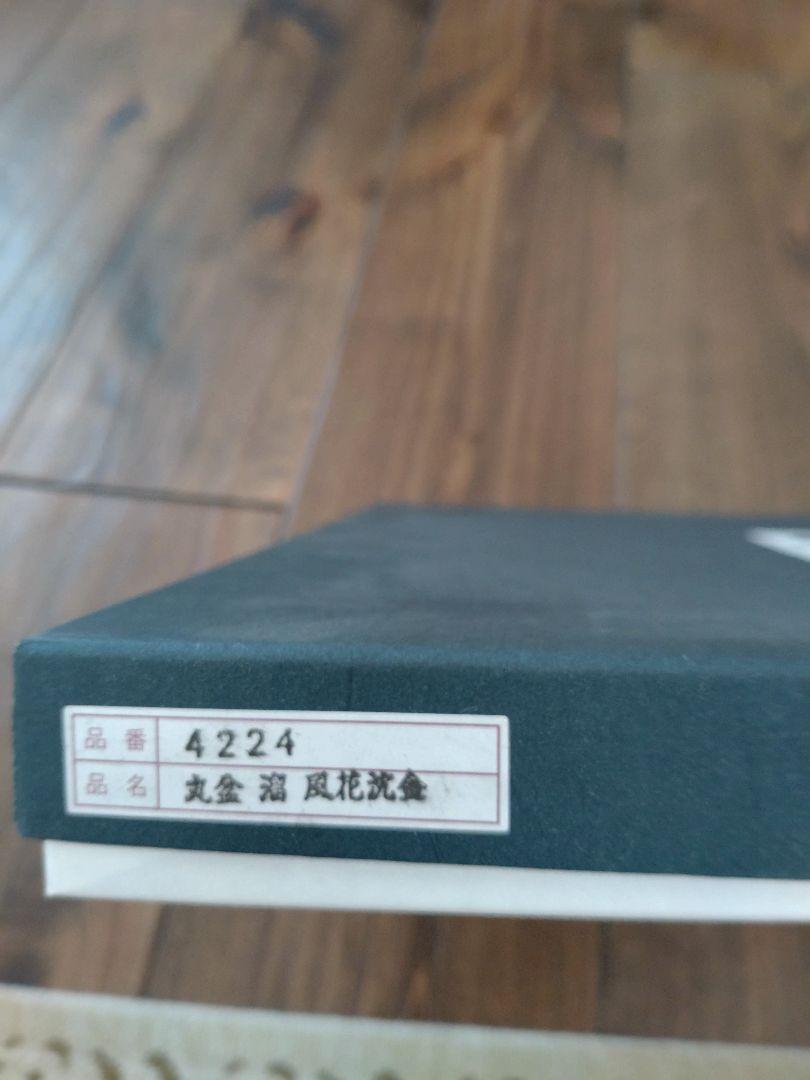 品番 4224
品名 丸盆 溜 風花沈金